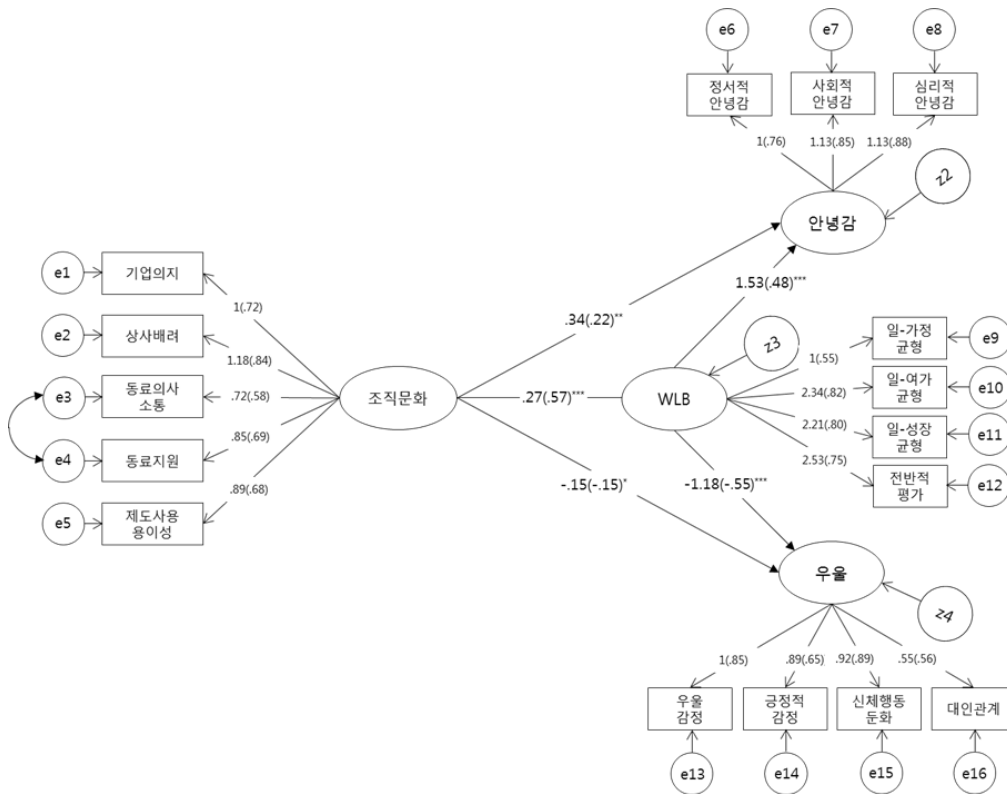 e6
e7
e8
정서적
안녕감
사회적
안녕감
심리적
안녕감
1(.76)
1.13(.85)
1.13(.88)
z2
안녕감
e1
기업의지
e2
상사배려
e3
동료의사
소통
e4
동료지원
e5
제도사용
용이성
1(.72)
1.18(.84)
.72(.58)
.85(.69)
.89(.68)
조직문화
.34(.22)**
1.53(.48)***
.27(.57)***
-.15(-.15)*
-1.18(-.55)***
z3
WLB
1(.55)
2.34(.82)
2.21(.80)
2.53(.75)
일-가정
균형
e9
일-여가
균형
e10
일-성장
균형
e11
전반적
평가
e12
우울
z4
1(.85)
.89(.65)
.92(.89)
.55(.56)
우울
감정
긍정적
감정
신체행동
둔화
대인관계
e13
e14
e15
e16